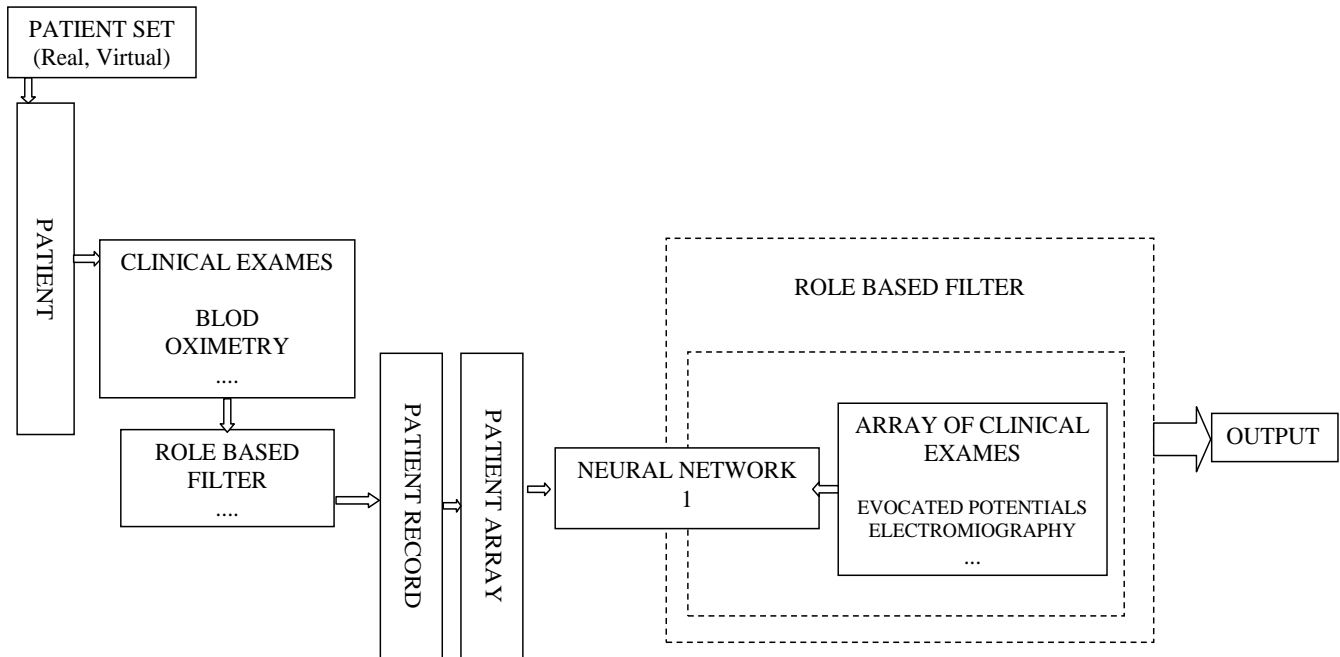 PATIENT SET
(Real, Virtual)
PATIENT
CLINICAL EXAMES
BLOD
OXIMETRY
....
ROLE BASED
FILTER
....
PATIENT RECORD
PATIENT ARRAY
NEURAL NETWORK
1
ROLE BASED FILTER
ARRAY OF CLINICAL
EXAMES
EVOCATED POTENTIALS
ELECTROMIOGRAPHY
...
OUTPUT